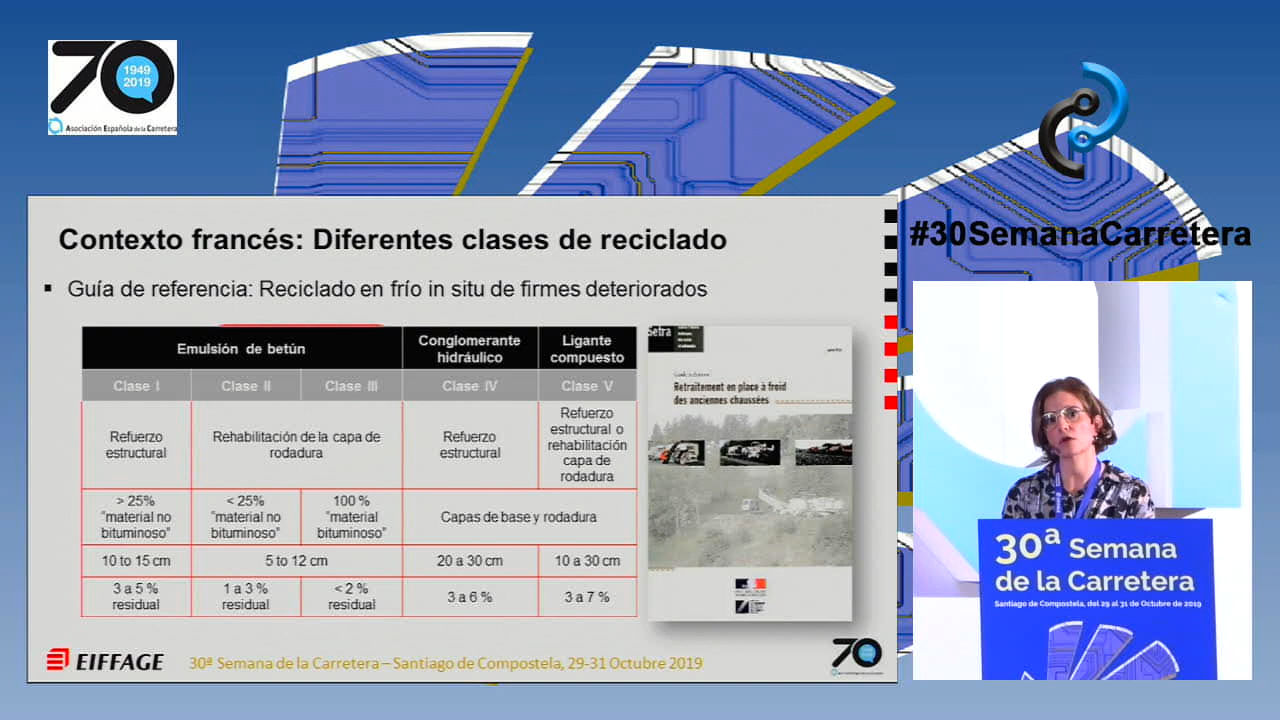 70
1949
2019
Asociación Española de la Carretera
#30SemanaCarretera
Contexto francés: Diferentes clases de reciclado
▪ Guía de referencia: Reciclado en frío in situ de firmes deteriorados
Emulsión de betún
Conglomerante
hidráulico
Ligante
compuesto
Clase I
Clase II
Clase III
Clase IV
Clase V
Refuerzo
estructural
Rehabilitación de la capa de
rodadura
Refuerzo
estructural
Refuerzo
estructural o
rehabilitación
capa de
rodadura
> 25%
"material no
bituminoso"
< 25%
"material no
bituminoso"
100 %
"material
bituminoso"
Capas de base y rodadura
10 to 15 cm
5 to 12 cm
20 a 30 cm
10 a 30 cm
3 a 5 %
residual
1 a 3 %
residual
< 2 %
residual
3 a 6 %
3 a 7 %
Setra
Retraitement en place à froid
des anciennes chaussées
EIFFAGE
30ª Semana de la Carretera – Santiago de Compostela, 29-31 Octubre 2019
70
30ª Semana
de la Carretera
Santiago de Compostela, del 29 al 31 de Octubre de 2019